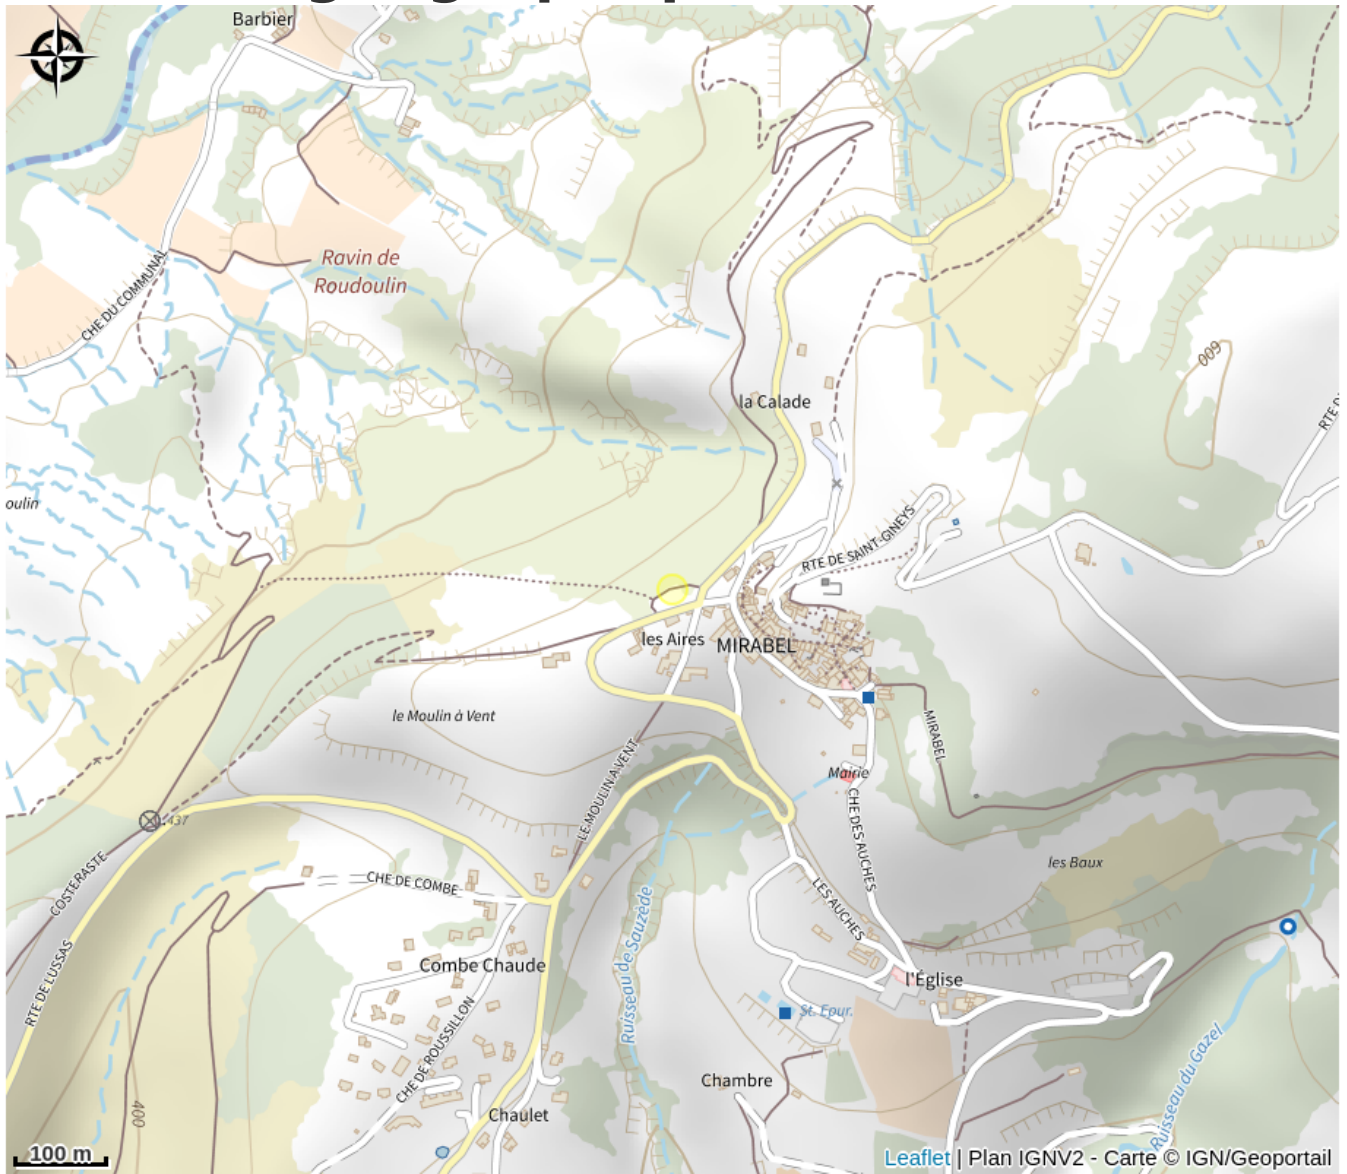 Barbier
Ravin de
Roudoulin
CHE DU COMMUNAL
600
la Calade
RTE D
oulin
RTE DE SAINT-GINEYS
les Aires
MIRABEL
le Moulin à Vent
MIRABEL
LE MOULIN A VENT
Mairie
437
CHE DES AUCHES
COSTERASTE
les Baux
CHE DE COMBE
LES AUCHES
Ruisseau de Sauzède
RTE DE LUSSAS
Combe Chaude
l'Église
St. Epur.
CHE DE ROUSSILLON
Ruisseau du Gazel
Chambre
400
Chaulet
100 m
Leaflet | Plan IGNV2 - Carte © IGN/Geoportail